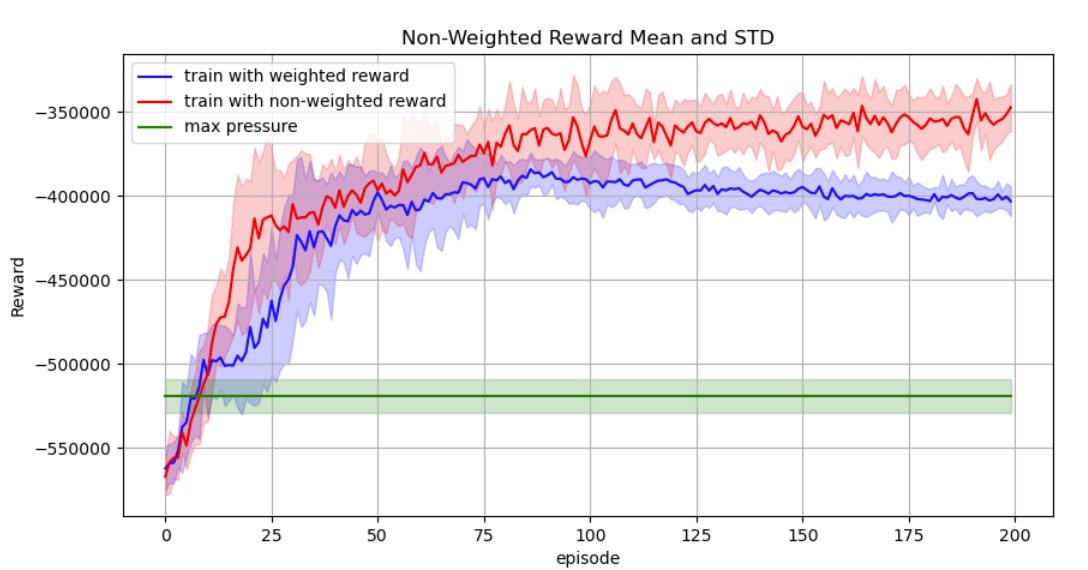 Non-Weighted Reward Mean and STD
train with weighted reward
train with non-weighted reward
max pressure
−350000
−400000
−450000
−500000
−550000
Reward
0 25 50 75 100 125 150 175 200
episode